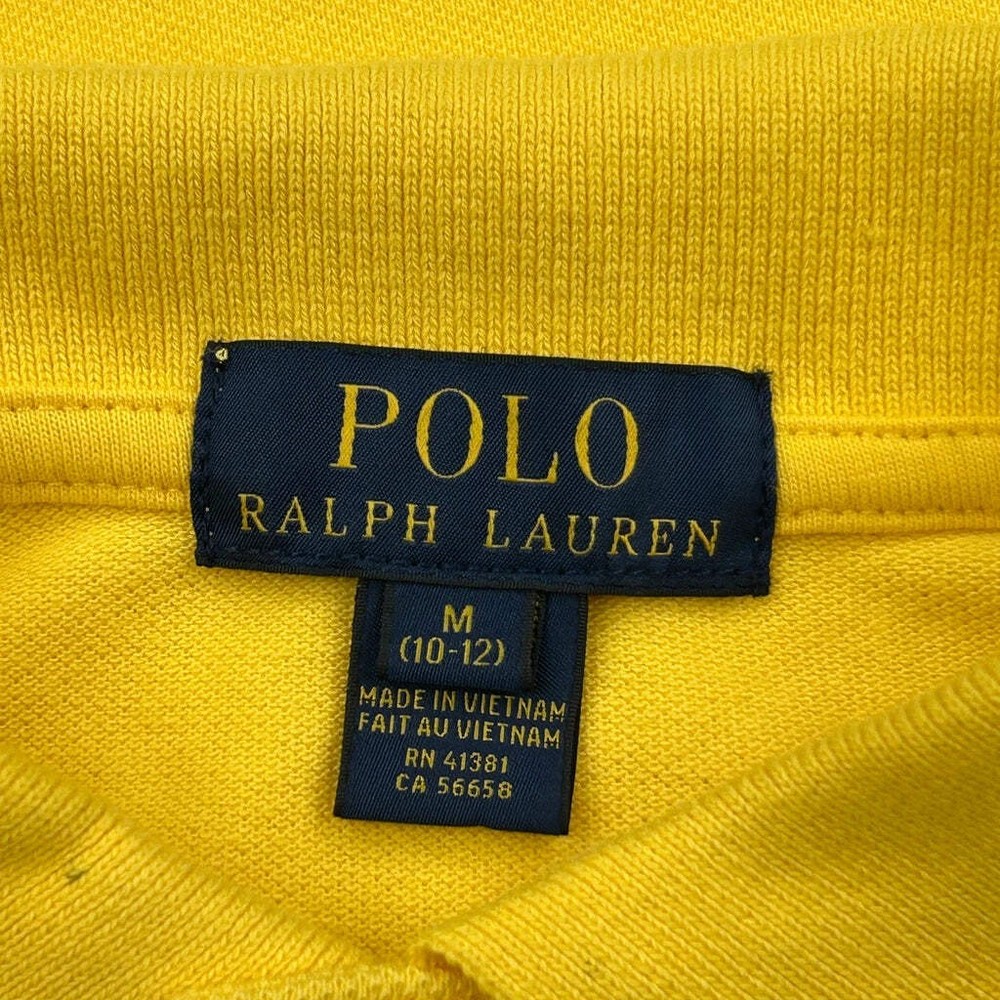 POLO
RALPH LAUREN
M
(10-12)
MADE IN VIETNAM
FAIT AU VIETNAM
RN 41381
CA 56658